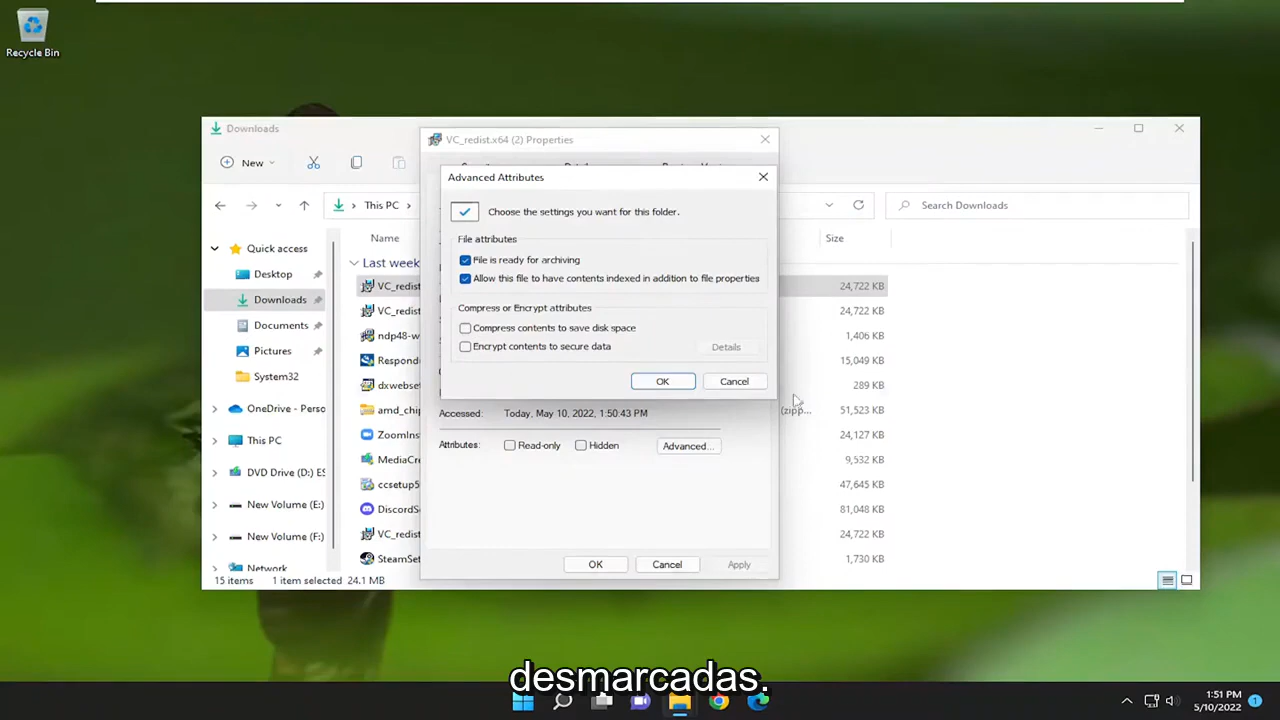 Recycle Bin
Downloads
VC_redist.x64 (2) Properties
Advanced Attributes
New
This PC
Search Downloads
Choose the settings you want for this folder.
Name
Size
File attributes
Quick access
Last week
File is ready for archiving
Desktop
VC_redist
Allow this file to have contents indexed in addition to file properties
24,722 KB
Downloads
VC_redist
Compress or Encrypt attributes
24,722 KB
Documents
ndp48-w
Compress contents to save disk space
1,406 KB
Pictures
Respond
Encrypt contents to secure data
Details
15,049 KB
System32
dxwebset
OK
Cancel
289 KB
OneDrive - Perso
amd_chip
Accessed:
Today, May 10, 2022, 1:50:43 PM
(zipp...
51,523 KB
This PC
ZoomIns
Attributes:
Read-only
Hidden
Advanced...
24,127 KB
DVD Drive (D:) ES
MediaCre
9,532 KB
ccsetup5
47,645 KB
New Volume (E:)
DiscordSe
81,048 KB
New Volume (F:)
VC_redist
24,722 KB
Network
SteamSet
OK
Cancel
Apply
1,730 KB
15 items
1 item selected
24.1 MB
desmarcadas.
1:51 PM
5/10/2022
1